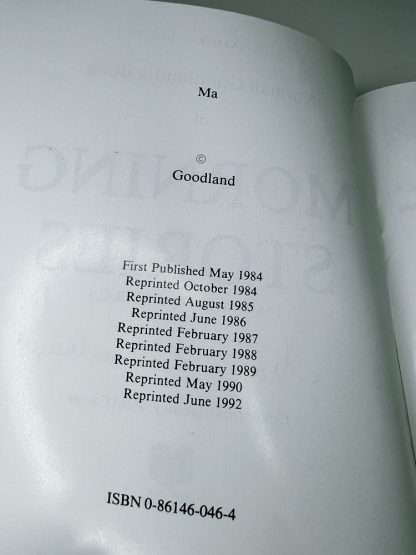 Ma
©
Goodland
First Published May 1984
Reprinted October 1984
Reprinted August 1985
Reprinted June 1986
Reprinted February 1987
Reprinted February 1988
Reprinted February 1989
Reprinted May 1990
Reprinted June 1992
ISBN 0-86146-046-4